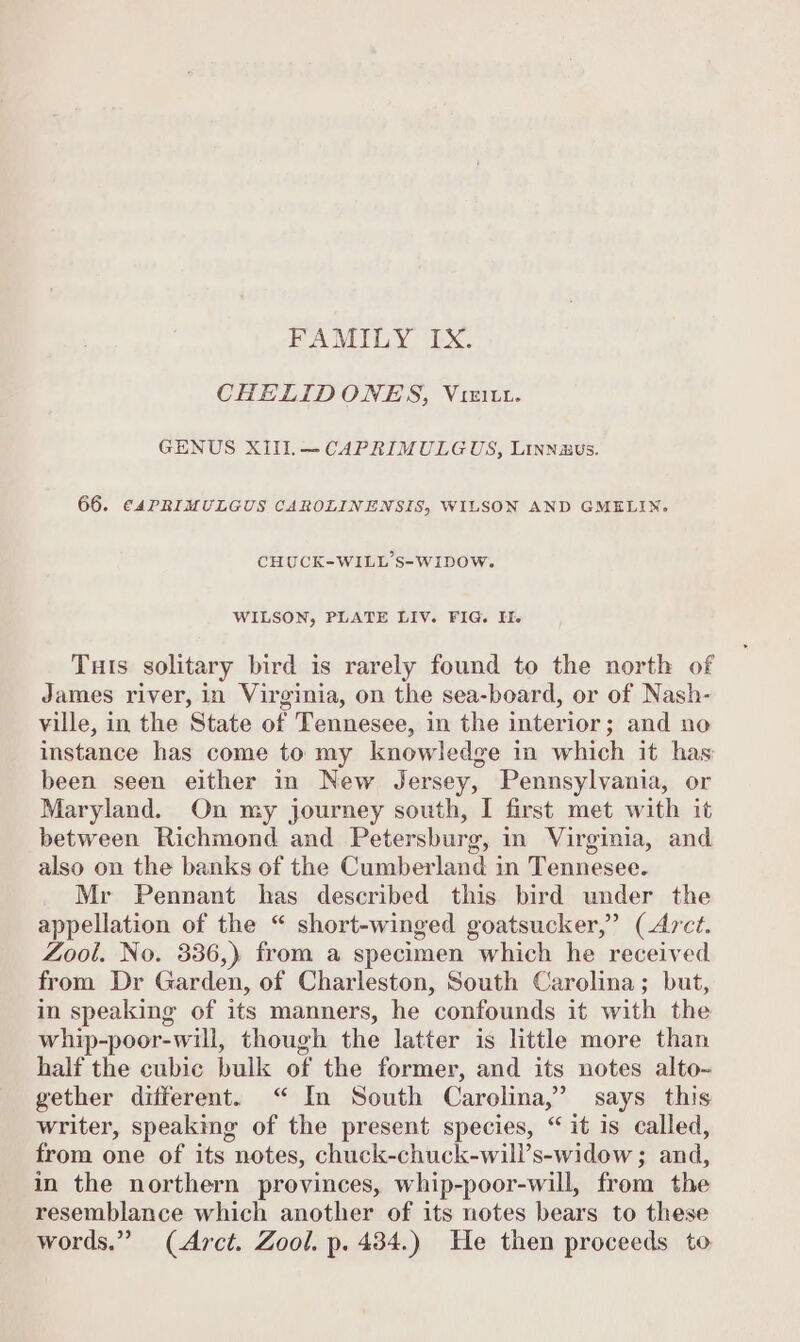 FAMILY IX.
CHELIDONES, VIEILL.
GENUS XIII.—CAPRIMULGUS, LINNÆUS.
66. CAPRIMULGUS CAROLINENSIS, WILSON AND GMELIN.
CHUCK-WILL'S-WIDOW.
WILSON, PLATE LIV. FIG. II.
THIS solitary bird is rarely found to the north of
James river, in Virginia, on the sea-board, or of Nash-
ville, in the State of Tennesee, in the interior; and no
instance has come to my knowledge in which it has
been seen either in New Jersey, Pennsylvania, or
Maryland. On my journey south, I first met with it
between Richmond and Petersburg, in Virginia, and
also on the banks of the Cumberland in Tennesee.
Mr Pennant has described this bird under the
appellation of the “ short-winged goatsucker,” (Arct.
Zool. No. 336,) from a specimen which he received
from Dr Garden, of Charleston, South Carolina; but,
in speaking of its manners, he confounds it with the
whip-poor-will, though the latter is little more than
half the cubic bulk of the former, and its notes alto-
gether different. “ In South Carolina,” says this
writer, speaking of the present species, “ it is called,
from one of its notes, chuck-chuck-will’s-widow; and,
in the northern provinces, whip-poor-will, from the
resemblance which another of its notes bears to these
words.” (Arct. Zool. p. 434.) He then proceeds to